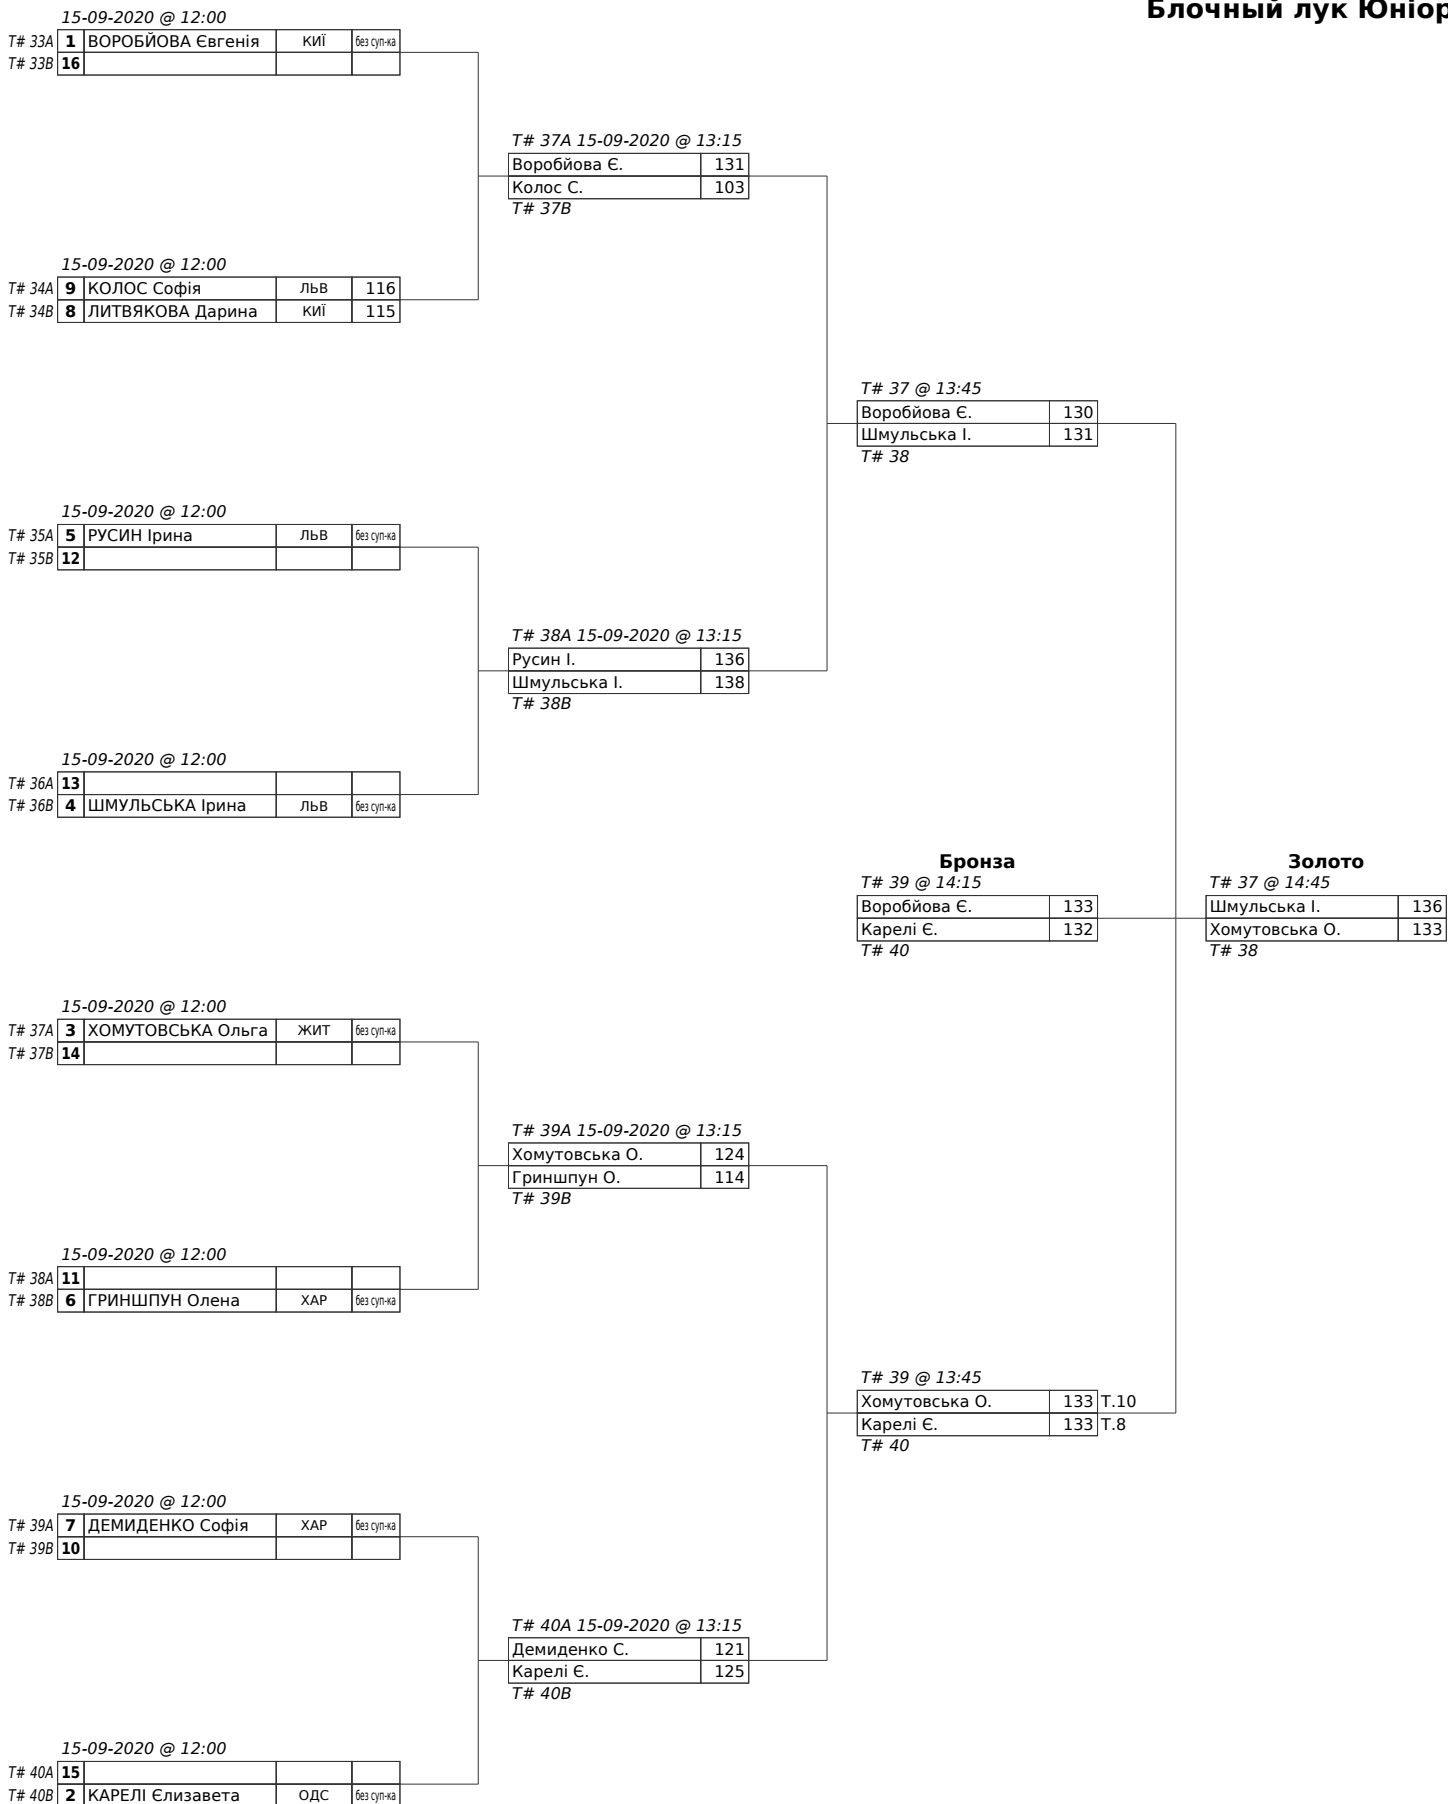 Блочный лук Юніор
15-09-2020 @ 12:00
T# 33A 1 ВОРОБЙОВА Євгенія КИЇ без суп-ка
T# 33B 16
T# 37A 15-09-2020 @ 13:15
Воробйова Є. 131
Колос С. 103
T# 37B
15-09-2020 @ 12:00
T# 34A 9 КОЛОС Софія ЛЬВ 116
T# 34B 8 ЛИТВЯКОВА Дарина КИЇ 115
T# 37 @ 13:45
Воробйова Є. 130
Шмульська І. 131
T# 38
15-09-2020 @ 12:00
T# 35A 5 РУСИН Ірина ЛЬВ без суп-ка
T# 35B 12
T# 38A 15-09-2020 @ 13:15
Русин І. 136
Шмульська І. 138
T# 38B
15-09-2020 @ 12:00
T# 36A 13
T# 36B 4 ШМУЛЬСЬКА Ірина ЛЬВ без суп-ка
Бронза Золото
T# 39 @ 14:15 T# 37 @ 14:45
Воробйова Є. 133 Шмульська І. 136
Карелі Є. 132 Хомутовська О. 133
T# 40 T# 38
15-09-2020 @ 12:00
T# 37A 3 ХОМУТОВСЬКА Ольга ЖИТ без суп-ка
T# 37B 14
T# 39A 15-09-2020 @ 13:15
Хомутовська О. 124
Гриншпун О. 114
T# 39B
15-09-2020 @ 12:00
T# 38A 11
T# 38B 6 ГРИНШПУН Олена ХАР без суп-ка
T# 39 @ 13:45
Хомутовська О. 133 T.10
Карелі Є. 133 T.8
T# 40
15-09-2020 @ 12:00
T# 39A 7 ДЕМИДЕНКО Софія ХАР без суп-ка
T# 39B 10
T# 40A 15-09-2020 @ 13:15
Демиденко С. 121
Карелі Є. 125
T# 40B
15-09-2020 @ 12:00
T# 40A 15
T# 40B 2 КАРЕЛІ Єлизавета ОДС без суп-ка